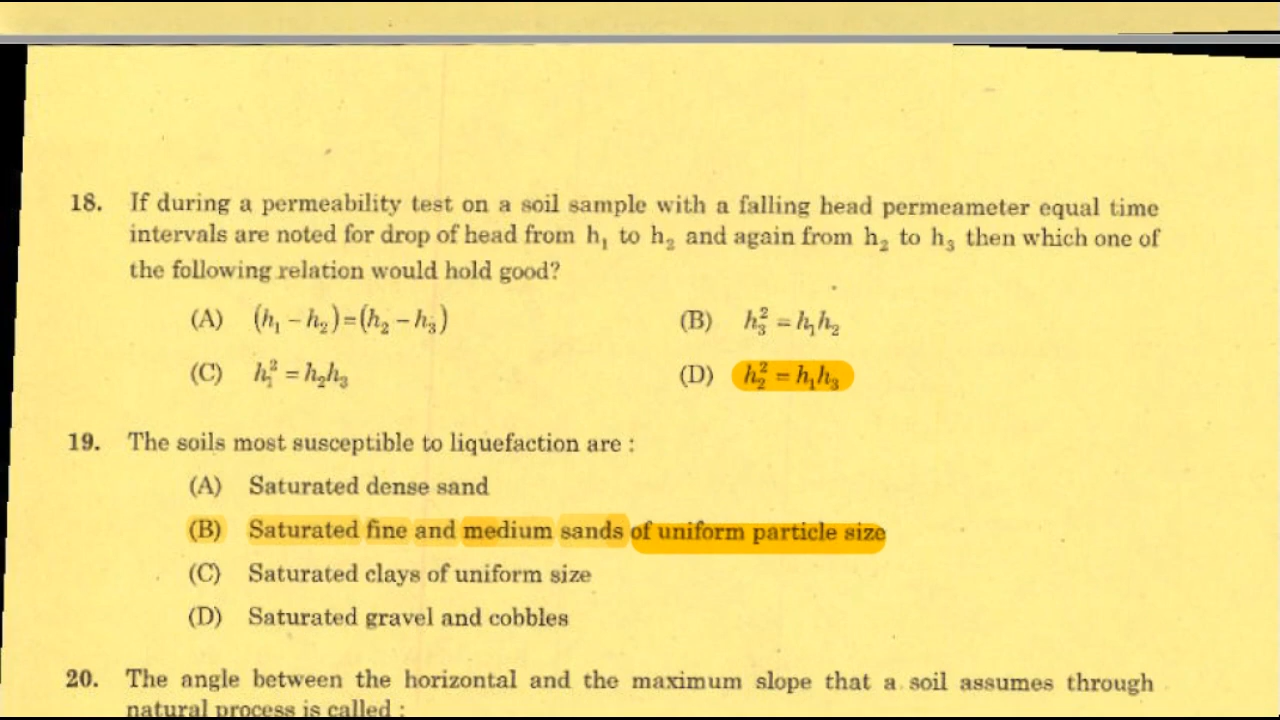 18. If during a permeability test on a soil sample with a falling head permeameter equal time
intervals are noted for drop of head from h₁ to h₂ and again from h₂ to h₃ then which one of
the following relation would hold good?
(A) (h₁ – h₂)=(h₂ – h₃) (B) h₃² = h₁h₂
(C) h₁² = h₂h₃ (D) h₂² = h₁h₃
19. The soils most susceptible to liquefaction are :
(A) Saturated dense sand
(B) Saturated fine and medium sands of uniform particle size
(C) Saturated clays of uniform size
(D) Saturated gravel and cobbles
20. The angle between the horizontal and the maximum slope that a soil assumes through
natural process is called :